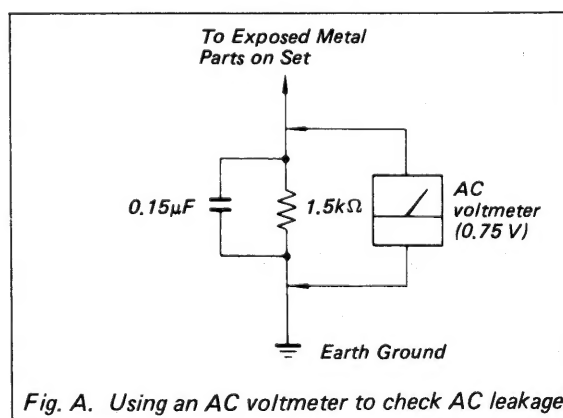 To Exposed Metal
Parts on Set
0.15µF
1.5kΩ
AC
voltmeter
(0.75 V)
Earth Ground
Fig. A. Using an AC voltmeter to check AC leakage